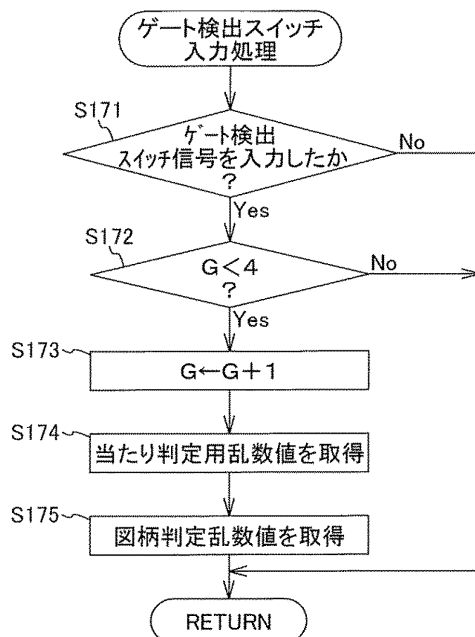 ゲート検出スイッチ
入力処理
S171
ゲート検出
スイッチ信号を入力したか
?
No
Yes
S172
G<4
?
No
Yes
S173
G←G+1
S174
当たり判定用乱数値を取得
S175
図柄判定乱数値を取得
RETURN